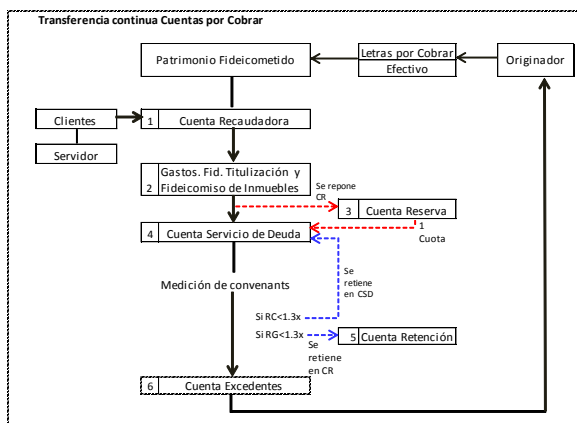 Transferencia continua Cuentas por Cobrar
Patrimonio Fideicometido
Letras por Cobrar
Efectivo
Originador
Clientes
Servidor
1 Cuenta Recaudadora
2 Gastos. Fid. Titulización y
Fideicomiso de Inmuebles
Se repone
CR
3 Cuenta Reserva
4 Cuenta Servicio de Deuda
1
Cuota
Medición de convenants
Se
retiene
en CSD
Si RC<1.3x
Si RG<1.3x
5 Cuenta Retención
Se
retiene
en CR
6 Cuenta Excedentes